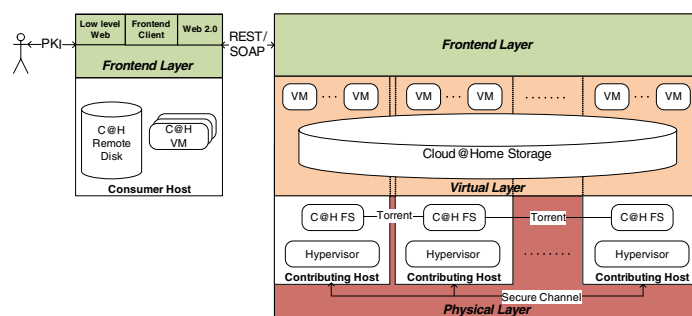 Low level Web
Frontend Client
Web 2.0
PKI
REST/
SOAP
Frontend Layer
Frontend Layer
VM ... VM
VM ... VM
.......
VM ... VM
C@H
Remote
Disk
C@H
VM
Cloud@Home Storage
Consumer Host
Virtual Layer
C@H FS
Torrent
C@H FS
Torrent
C@H FS
Hypervisor
Hypervisor
........
Hypervisor
Contributing Host
Contributing Host
Contributing Host
Secure Channel
Physical Layer